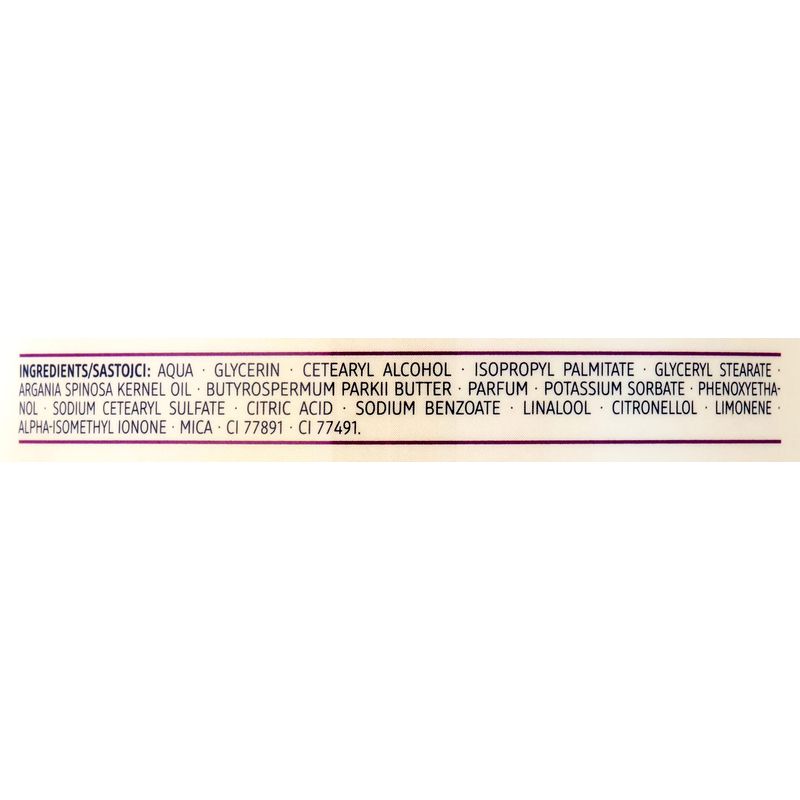 INGREDIENTS/SASTOJCI: AQUA · GLYCERIN · CETEARYL ALCOHOL · ISOPROPYL PALMITATE · GLYCERYL STEARATE ·
ARGANIA SPINOSA KERNEL OIL · BUTYROSPERMUM PARKII BUTTER · PARFUM · POTASSIUM SORBATE · PHENOXYETHA-
NOL · SODIUM CETEARYL SULFATE · CITRIC ACID · SODIUM BENZOATE · LINALOOL · CITRONELLOL · LIMONENE ·
ALPHA-ISOMETHYL IONONE · MICA · CI 77891 · CI 77491.